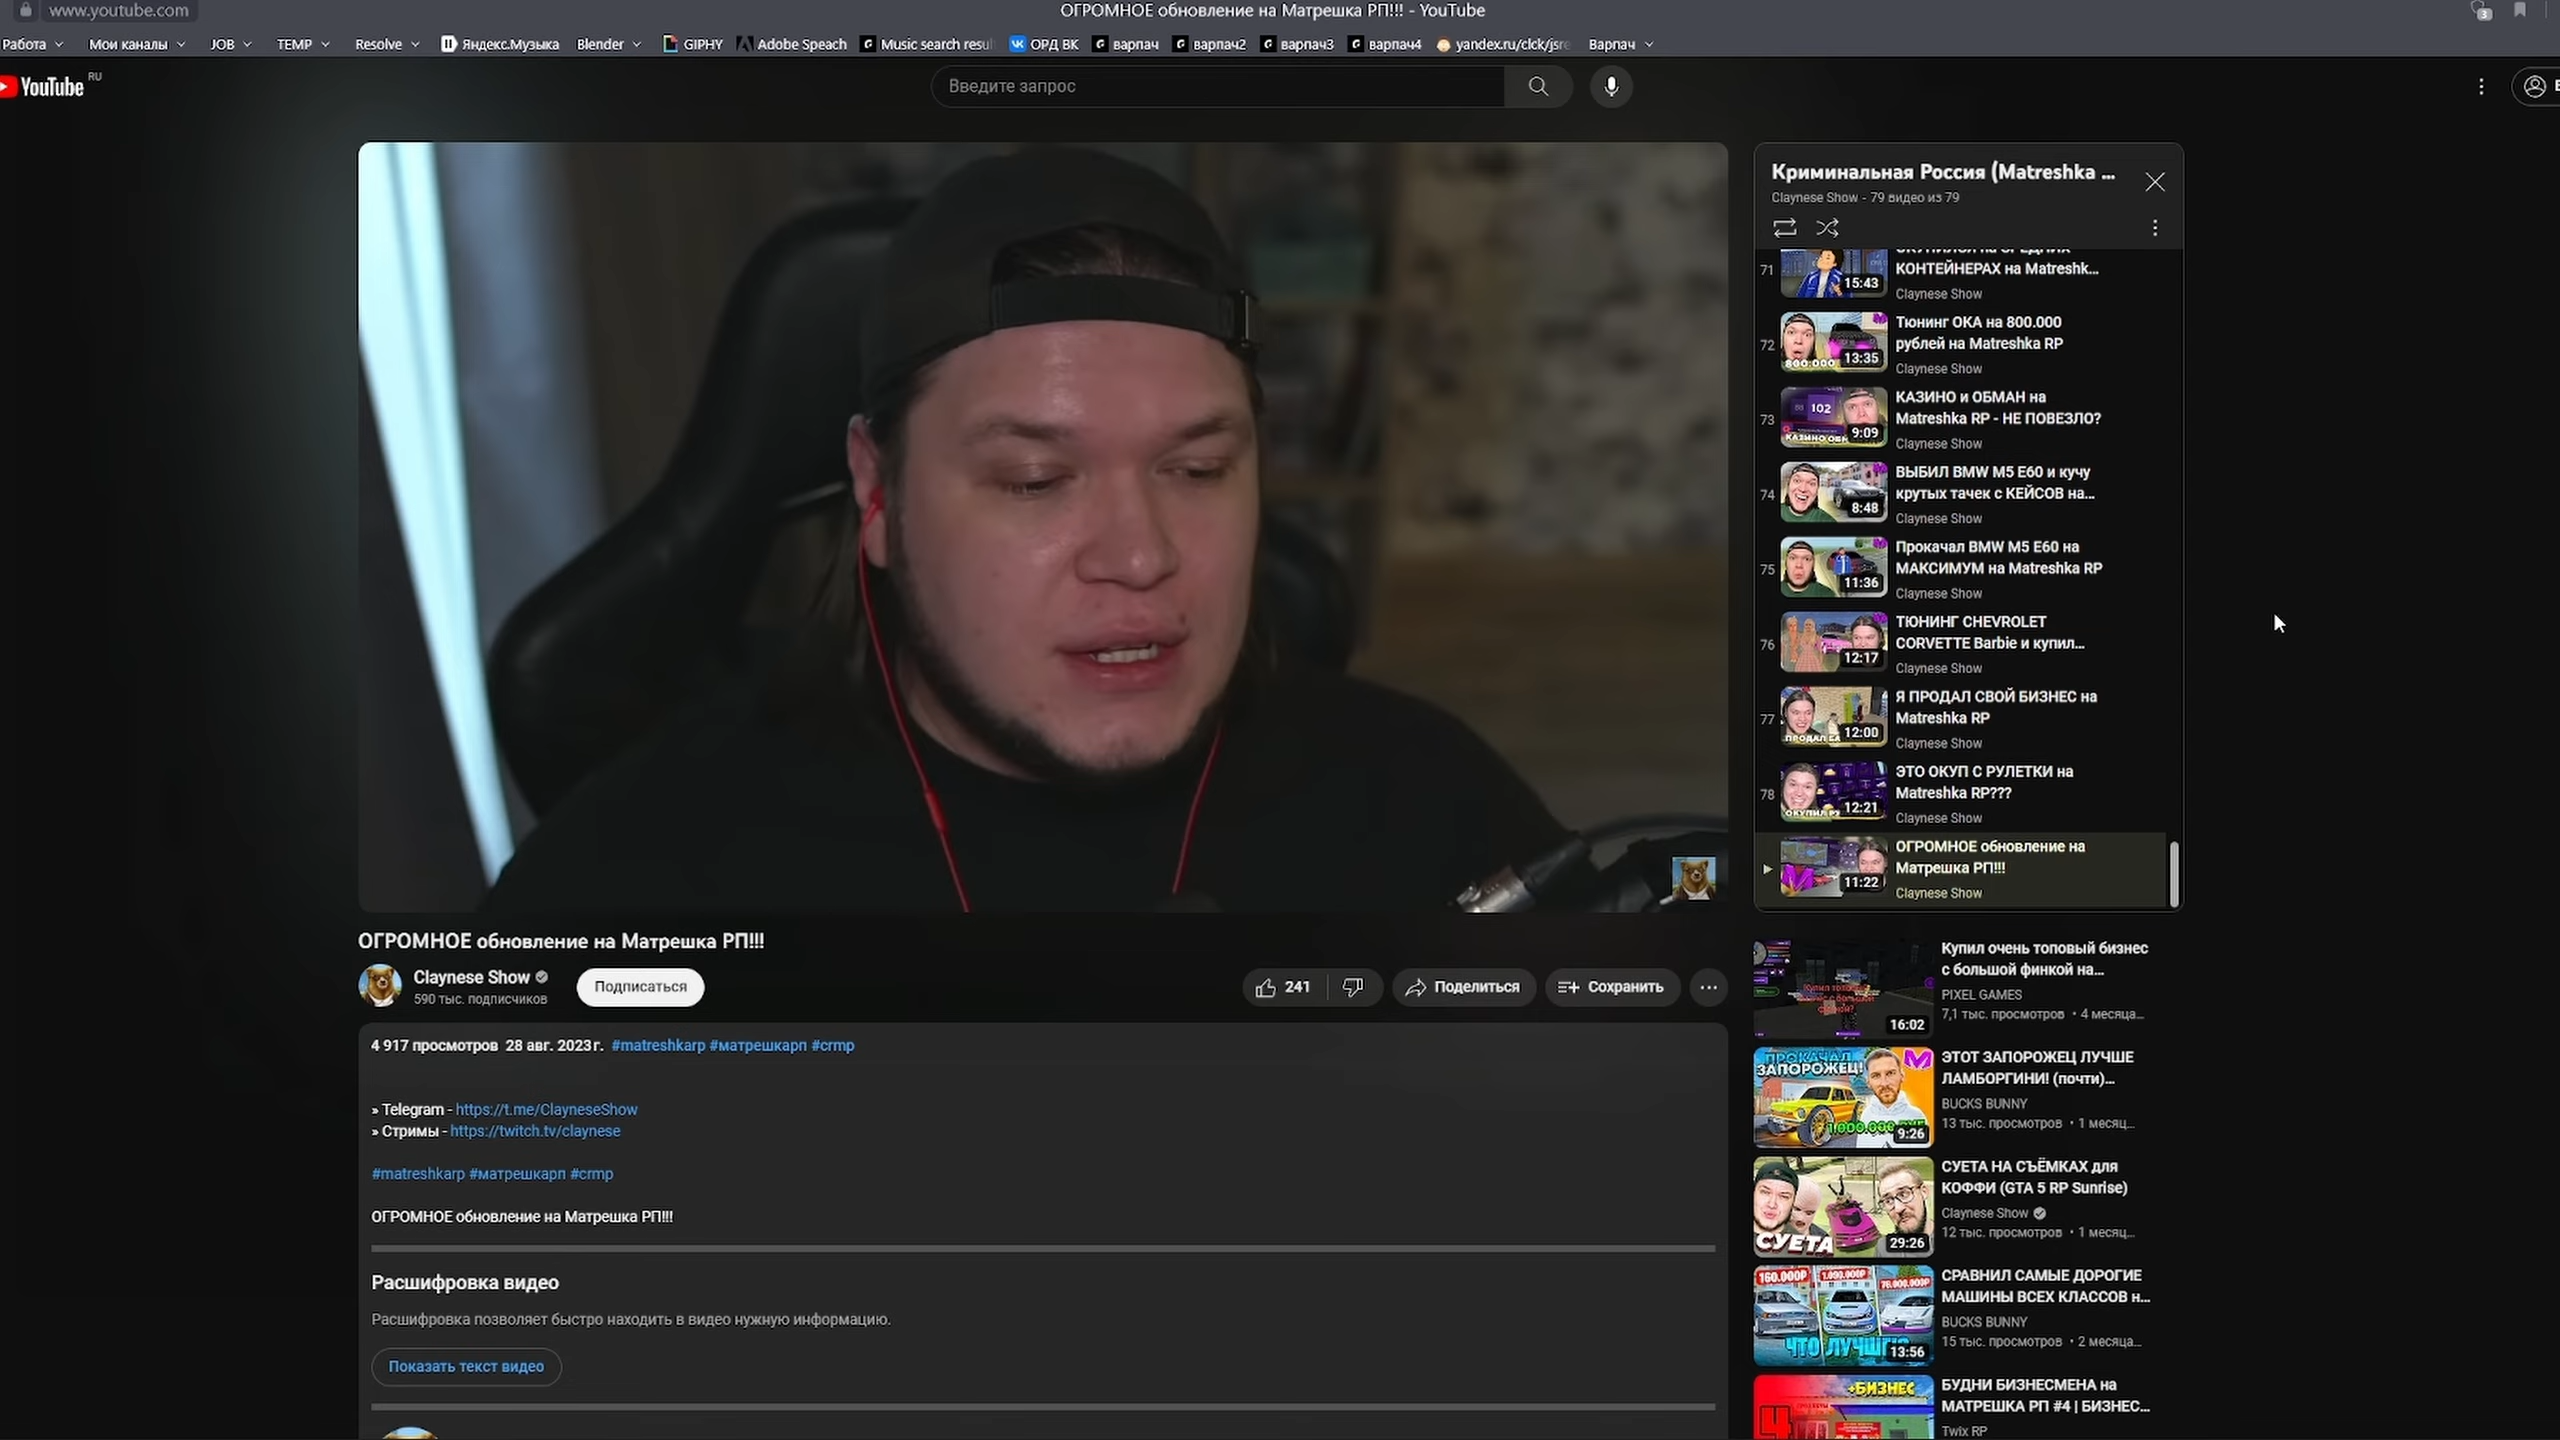 www.youtube.com
ОГРОМНОЕ обновление на Матрешка РП!!! - YouTube
3
Работа
Мои каналы
JOB
TEMP
Resolve
Яндекс.Музыка
Blender
GIPHY
Adobe Speach
Music search resu
ОРД ВК
варпач
варпач2
варпач3
варпач4
yandex.ru/clck/jsre
Варпач
YouTube RU
Введите запрос
Криминальная Россия (Matreshka ...
Claynese Show - 79 видео из 79
71
15:43
КОНТЕЙНЕРАХ на Matreshk...
Claynese Show
72
800.000
13:35
Тюнинг ОКА на 800.000
рублей на Matreshka RP
Claynese Show
73
102
9:09
КАЗИНО и ОБМАН на
Matreshka RP - НЕ ПОВЕЗЛО?
Claynese Show
74
8:48
ВЫБИЛ BMW M5 E60 и кучу
крутых тачек с КЕЙСОВ на...
Claynese Show
75
11:36
Прокачал BMW M5 E60 на
МАКСИМУМ на Matreshka RP
Claynese Show
76
12:17
ТЮНИНГ CHEVROLET
CORVETTE Barbie и купил...
Claynese Show
77
12:00
Я ПРОДАЛ СВОЙ БИЗНЕС на
Matreshka RP
Claynese Show
78
12:21
ЭТО ОКУП С РУЛЕТКИ на
Matreshka RP???
Claynese Show
11:22
ОГРОМНОЕ обновление на
Матрешка РП!!!
Claynese Show
ОГРОМНОЕ обновление на Матрешка РП!!!
Claynese Show
590 тыс. подписчиков
Подписаться
241
Поделиться
Сохранить
4 917 просмотров 28 авг. 2023 г. #matreshkarp #матрешкарп #crmp
» Telegram - https://t.me/ClayneseShow
» Стримы - https://twitch.tv/claynese
#matreshkarp #матрешкарп #crmp
ОГРОМНОЕ обновление на Матрешка РП!!!
Расшифровка видео
Расшифровка позволяет быстро находить в видео нужную информацию.
Показать текст видео
16:02
Купил очень топовый бизнес
с большой финкой на...
PIXEL GAMES
7,1 тыс. просмотров • 4 месяца...
ПРОКАЧАЛ
ЗАПОРОЖЕЦ!
9:26
ЭТОТ ЗАПОРОЖЕЦ ЛУЧШЕ
ЛАМБОРГИНИ! (почти)...
BUCKS BUNNY
13 тыс. просмотров • 1 месяц...
СУЕТА
29:26
СУЕТА НА СЪЁМКАХ для
КОФФИ (GTA 5 RP Sunrise)
Claynese Show
12 тыс. просмотров • 1 месяц...
160.000Р
13:56
СРАВНИЛ САМЫЕ ДОРОГИЕ
МАШИНЫ ВСЕХ КЛАССОВ н...
BUCKS BUNNY
15 тыс. просмотров • 2 месяца...
+БИЗНЕС
БУДНИ БИЗНЕСМЕНА на
МАТРЕШКА РП #4 | БИЗНЕС...
Twix RP